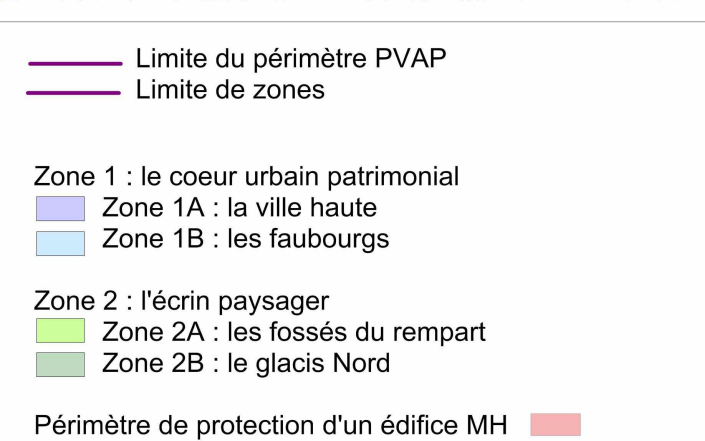 Limite du périmètre PVAP
Limite de zones
Zone 1 : le coeur urbain patrimonial
Zone 1A : la ville haute
Zone 1B : les faubourgs
Zone 2 : l'écrin paysager
Zone 2A : les fossés du rempart
Zone 2B : le glacis Nord
Périmètre de protection d'un édifice MH